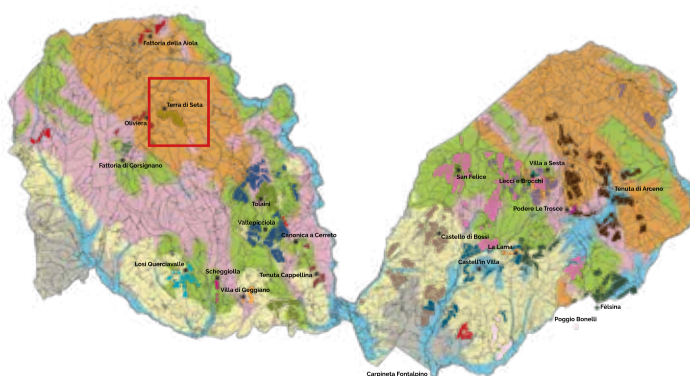 Fattoria della Aiola
Terra di Seta
Oliviera
Fattoria di Corsignano
Tolaini
Vallepicciola
Canonica a Cerreto
Losi Querciavalle
Scheggiolla
Villa di Geggiano
Tenuta Cappellina
Villa a Sesta
San Felice
Lecci e Brocchi
Tenuta di Arceno
Podere Le Trosce
Castello di Bossi
La Lama
Castell'in Villa
Fèlsina
Poggio Bonelli
Carpineta Fontalpino